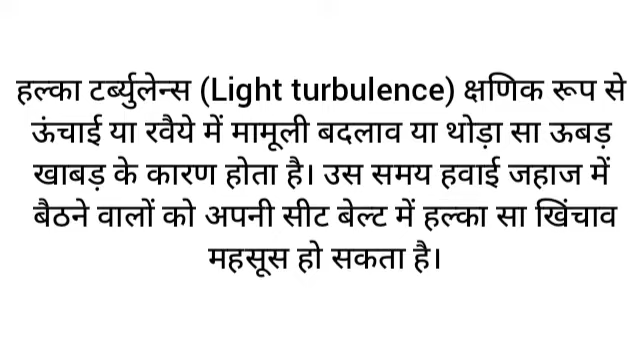 हल्का टर्ब्युलेन्स (Light turbulence) क्षणिक रूप से
ऊंचाई या रवैये में मामूली बदलाव या थोड़ा सा ऊबड़
खाबड़ के कारण होता है। उस समय हवाई जहाज में
बैठने वालों को अपनी सीट बेल्ट में हल्का सा खिंचाव
महसूस हो सकता है।